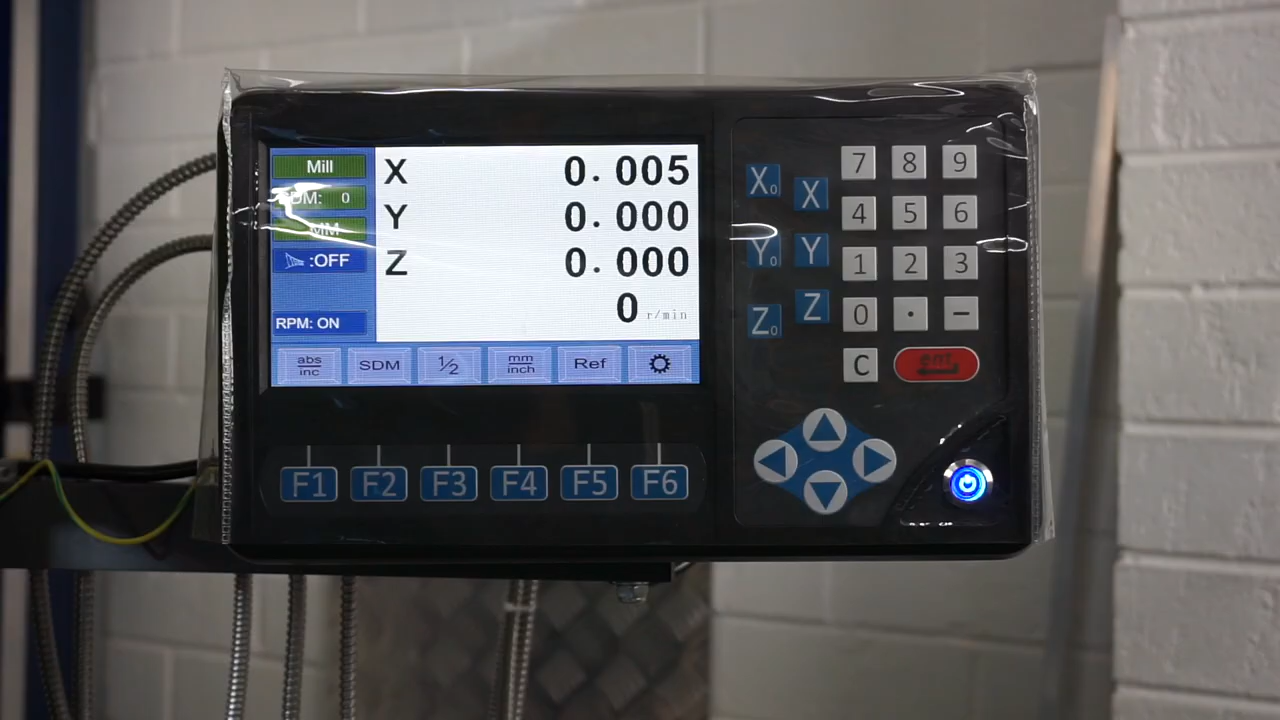 Mill
SDM: 0
MM
:OFF
RPM: ON
X 0.005
Y 0.000
Z 0.000
0 r/min
abs
inc
SDM
1/2
mm
inch
Ref
F1 F2 F3 F4 F5 F6
X₀ X
Y₀ Y
Z₀ Z
7 8 9
4 5 6
1 2 3
0 . -
C ent